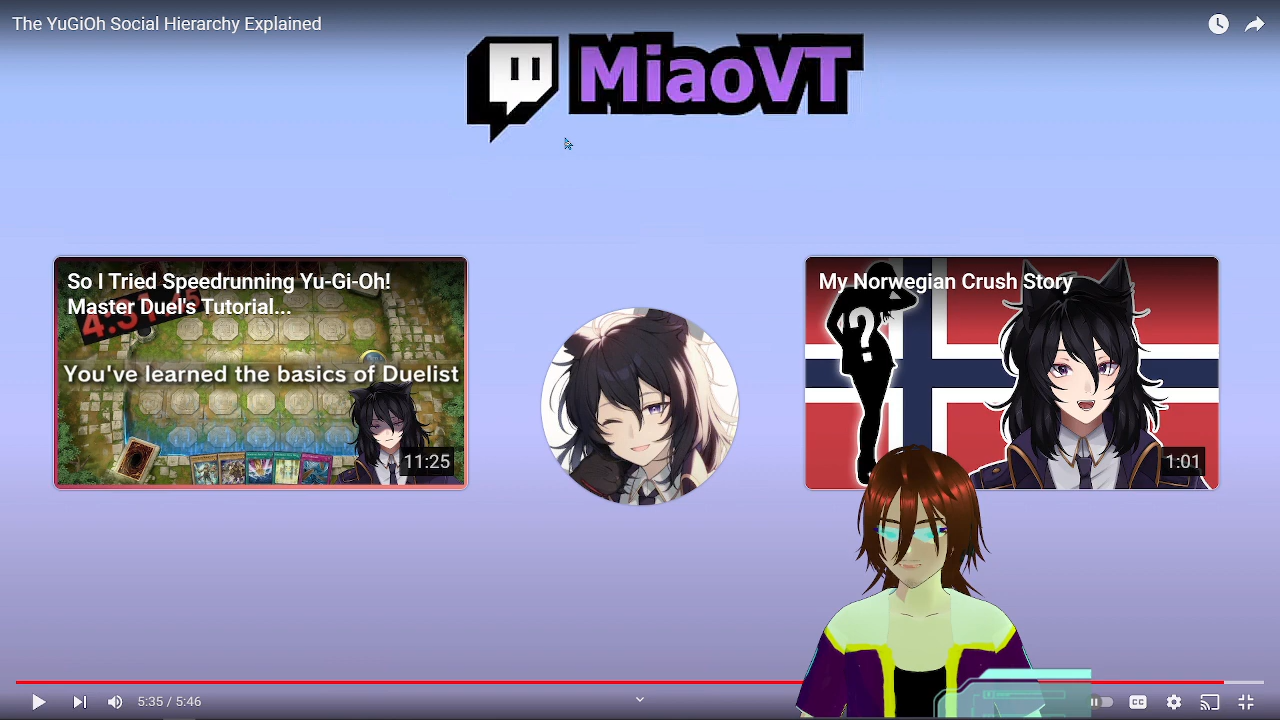 The YuGiOh Social Hierarchy Explained
MiaoVT
So I Tried Speedrunning Yu-Gi-Oh!
Master Duel's Tutorial...
You've learned the basics of Duelist
11:25
My Norwegian Crush Story
?
1:01
5:35 / 5:46
CC